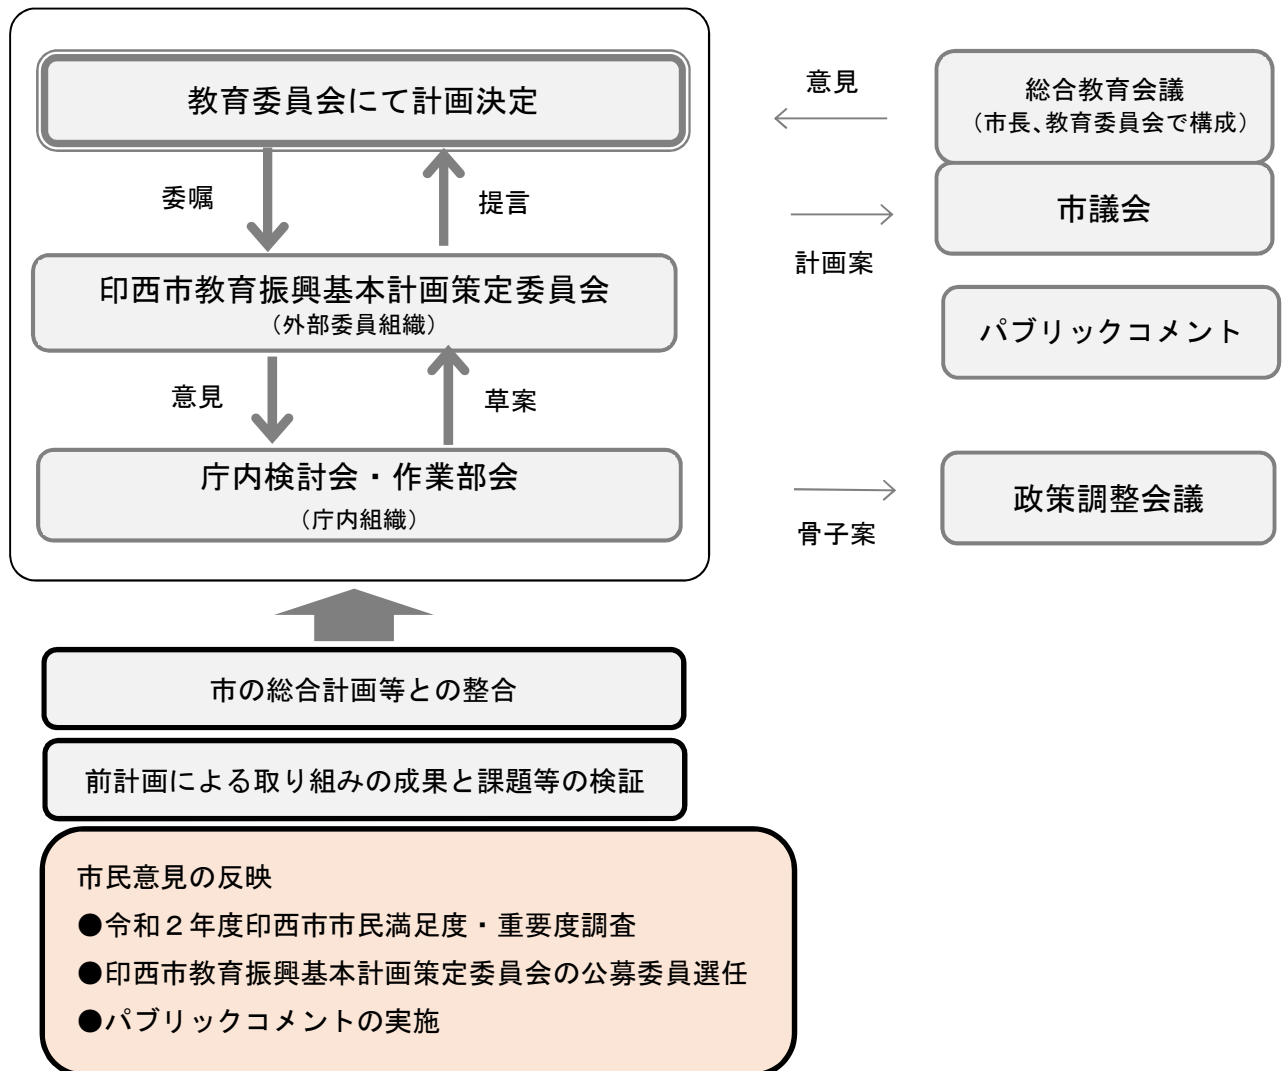 教育委員会にて計画決定
委嘱
提言
印西市教育振興基本計画策定委員会
（外部委員組織）
意見
草案
庁内検討会・作業部会
（庁内組織）
意見
計画案
骨子案
総合教育会議
（市長、教育委員会で構成）
市議会
パブリックコメント
政策調整会議
市の総合計画等との整合
前計画による取り組みの成果と課題等の検証
市民意見の反映
●令和２年度印西市市民満足度・重要度調査
●印西市教育振興基本計画策定委員会の公募委員選任
●パブリックコメントの実施